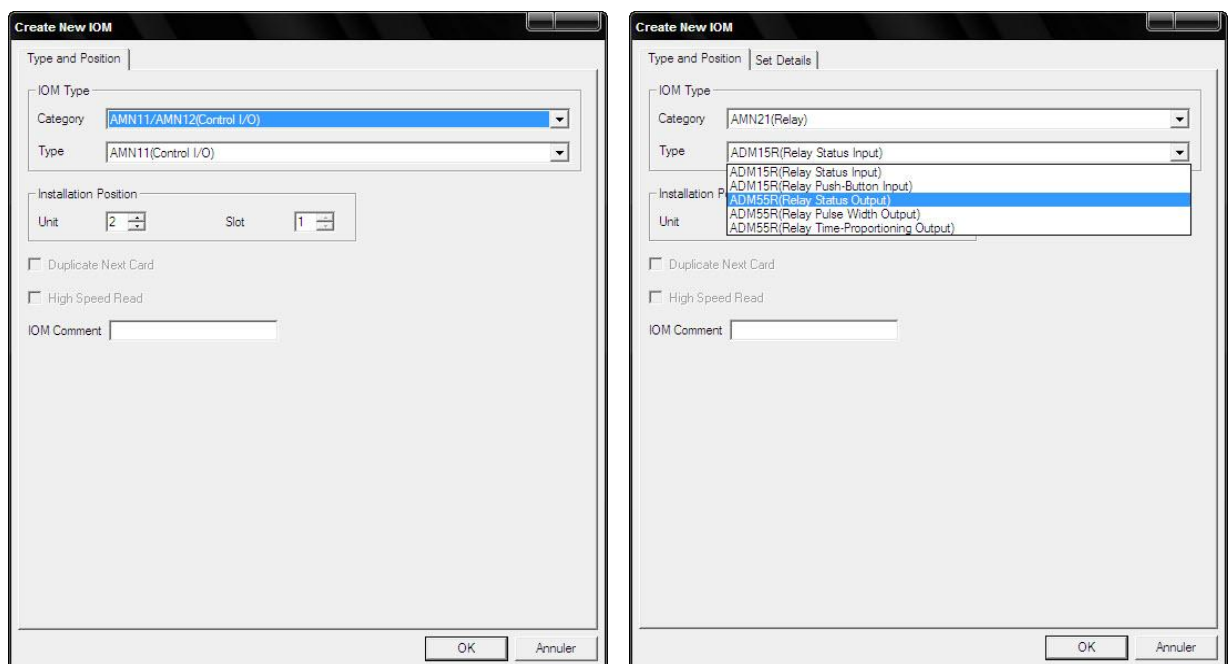 Create New IOM
Type and Position
IOM Type
Category AMN11/AMN12(Control I/O)
Type AMN11(Control I/O)
Installation Position
Unit 2 Slot 1
Duplicate Next Card
High Speed Read
IOM Comment
OK Annuler
Create New IOM
Type and Position Set Details
IOM Type
Category AMN21(Relay)
Type ADM15R(Relay Status Input)
ADM15R(Relay Status Input)
ADM15R(Relay Push-Button Input)
ADM55R(Relay Status Output)
ADM55R(Relay Pulse Width Output)
ADM55R(Relay Time-Proportioning Output)
Installation
Unit
Duplicate Next Card
High Speed Read
IOM Comment
OK Annuler